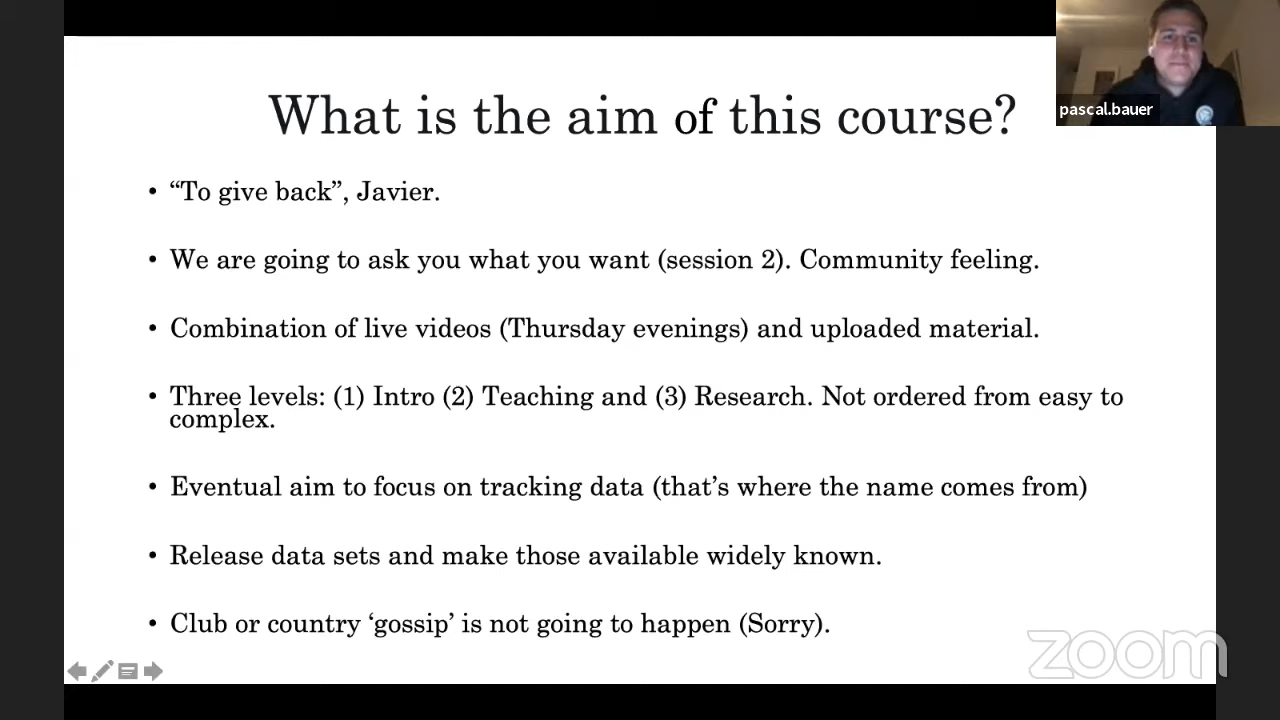 What is the aim of this course?
pascal.bauer
• “To give back”, Javier.
• We are going to ask you what you want (session 2). Community feeling.
• Combination of live videos (Thursday evenings) and uploaded material.
• Three levels: (1) Intro (2) Teaching and (3) Research. Not ordered from easy to
complex.
• Eventual aim to focus on tracking data (that’s where the name comes from)
• Release data sets and make those available widely known.
• Club or country ‘gossip’ is not going to happen (Sorry).
zoom